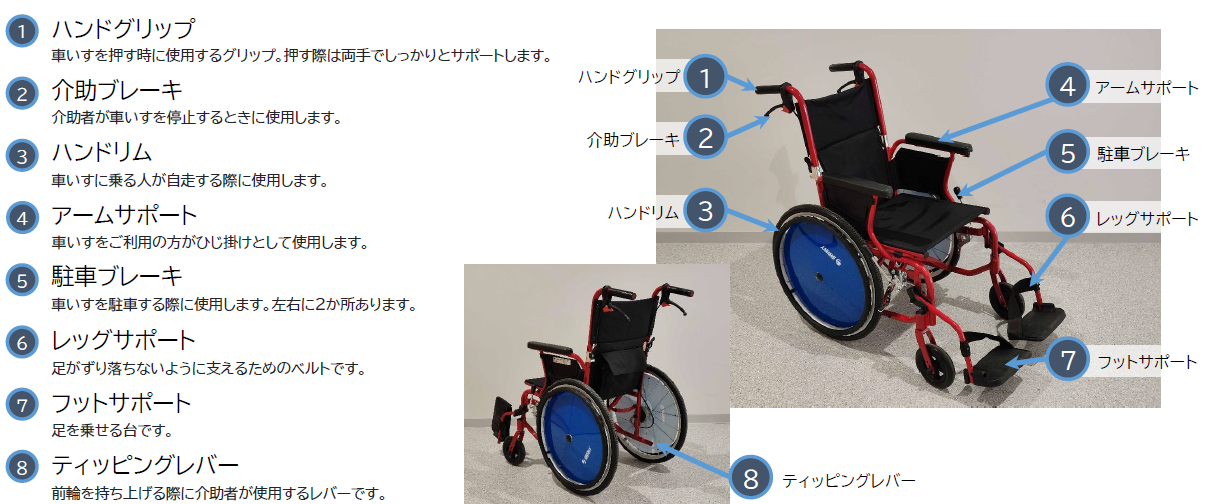 1 ハンドグリップ
車いすを押す時に使用するグリップ。押す際は両手でしっかりとサポートします。
2 介助ブレーキ
介助者が車いすを停止するときに使用します。
3 ハンドリム
車いすに乗る人が自走する際に使用します。
4 アームサポート
車いすをご利用の方がひじ掛けとして使用します。
5 駐車ブレーキ
車いすを駐車する際に使用します。左右に2か所あります。
6 レッグサポート
足がずり落ちないように支えるためのベルトです。
7 フットサポート
足を乗せる台です。
8 ティッピングレバー
前輪を持ち上げる際に介助者が使用するレバーです。
ハンドグリップ 1
介助ブレーキ 2
ハンドリム 3
4 アームサポート
5 駐車ブレーキ
6 レッグサポート
7 フットサポート
8 ティッピングレバー